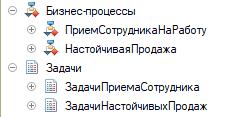 Бизнес-процессы
ПриемСотрудникаНаРаботу
НастойчиваяПродажа
Задачи
ЗадачиПриемаСотрудника
ЗадачиНастойчивыхПродаж